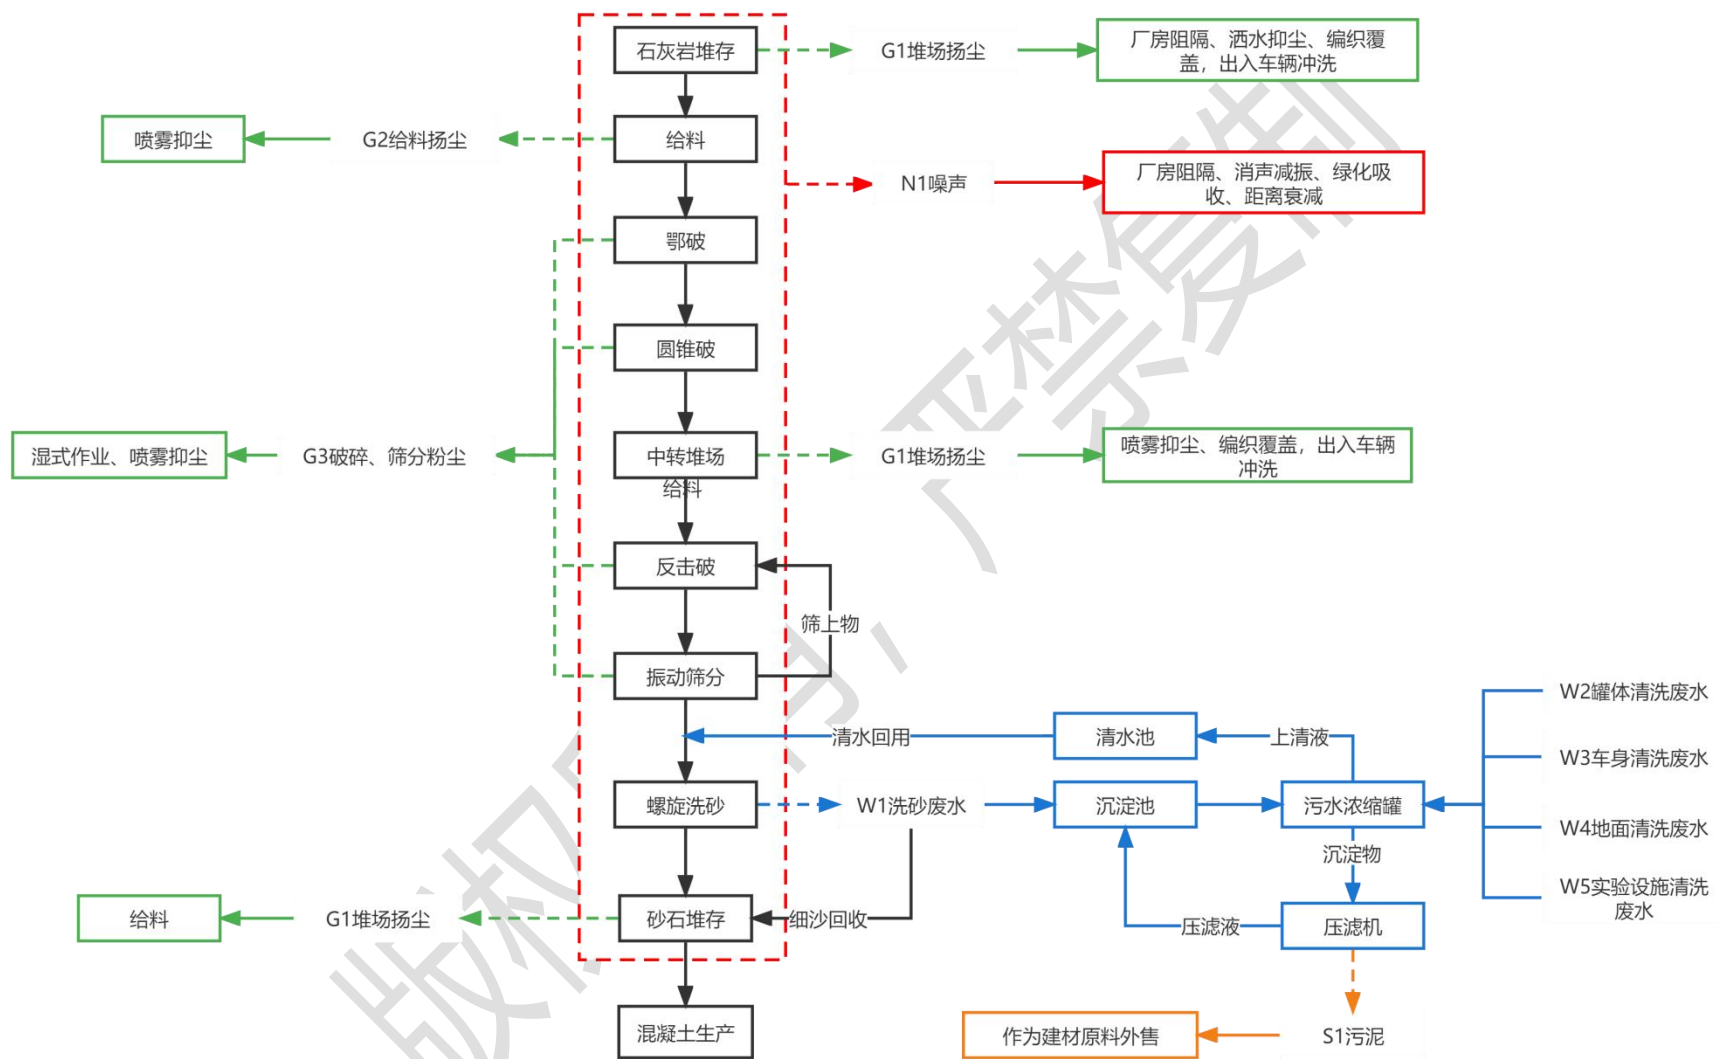 石灰岩堆存
G1堆场扬尘
厂房阻隔、洒水抑尘、编织覆
盖，出入车辆冲洗
喷雾抑尘
G2给料扬尘
给料
N1噪声
厂房阻隔、消声减振、绿化吸
收、距离衰减
鄂破
圆锥破
湿式作业、喷雾抑尘
G3破碎、筛分粉尘
中转堆场
G1堆场扬尘
喷雾抑尘、编织覆盖，出入车辆
冲洗
给料
反击破
筛上物
振动筛分
W2罐体清洗废水
清水回用
清水池
上清液
W3车身清洗废水
螺旋洗砂
W1洗砂废水
沉淀池
污水浓缩罐
W4地面清洗废水
沉淀物
W5实验设施清洗
废水
给料
G1堆场扬尘
砂石堆存
细沙回收
压滤液
压滤机
混凝土生产
作为建材原料外售
S1污泥
严禁复制